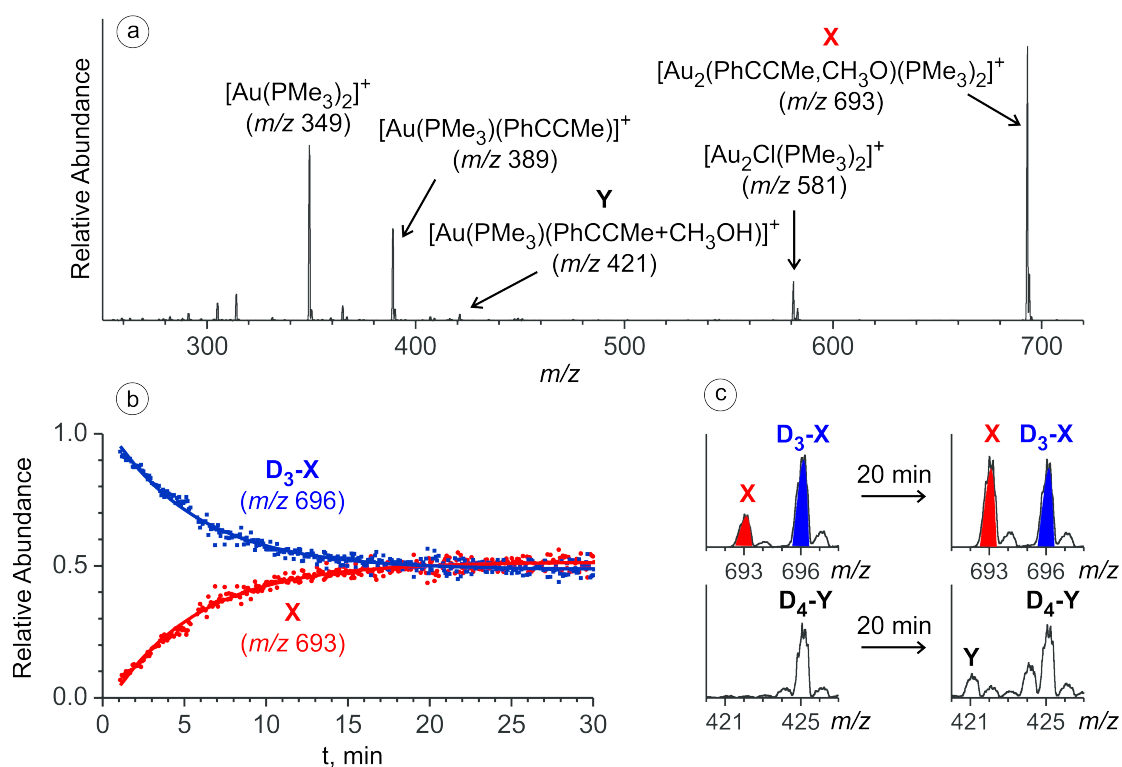 a
X
[Au2(PhCCMe,CH3O)(PMe3)2]+
(m/z 693)
[Au(PMe3)2]+
(m/z 349)
[Au(PMe3)(PhCCMe)]+
(m/z 389)
[Au2Cl(PMe3)2]+
(m/z 581)
Y
[Au(PMe3)(PhCCMe+CH3OH)]+
(m/z 421)
Relative Abundance
300 400 500 600 700
m/z
b
1.0
0.5
0.0
D3-X
(m/z 696)
X
(m/z 693)
Relative Abundance
0 5 10 15 20 25 30
t, min
c
X D3-X 20 min X D3-X
693 696 m/z 693 696 m/z
D4-Y 20 min Y D4-Y
421 425 m/z 421 425 m/z